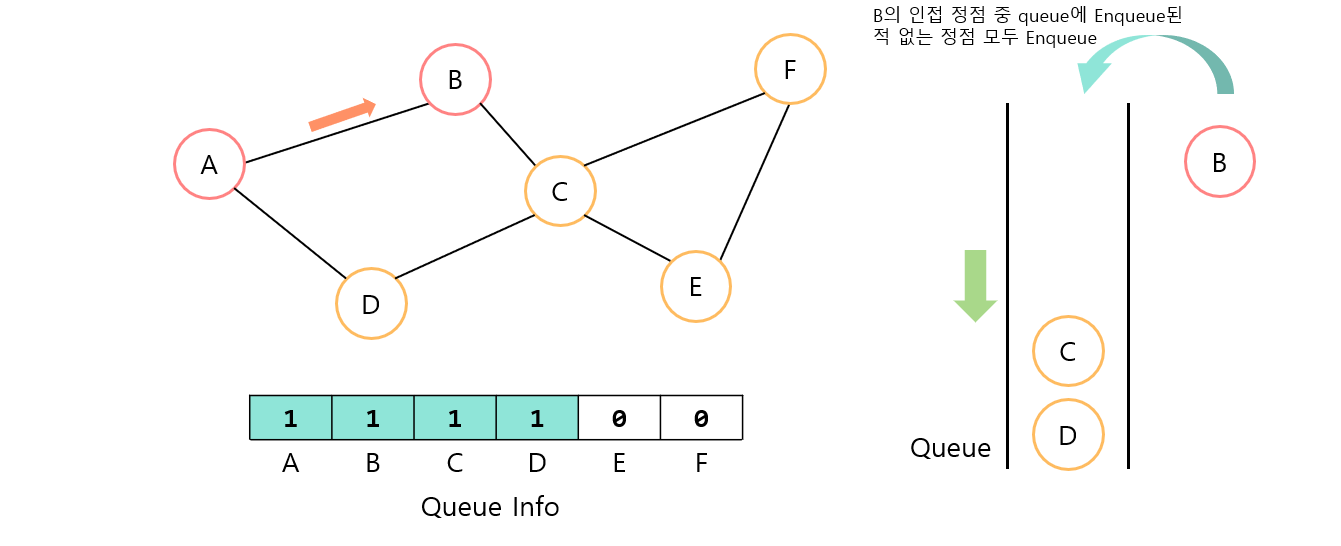 B의 인접 정점 중 queue에 Enqueue된
적 없는 정점 모두 Enqueue
F
B
A
B
C
D
E
C
D
Queue
1 1 1 1 0 0
A B C D E F
Queue Info